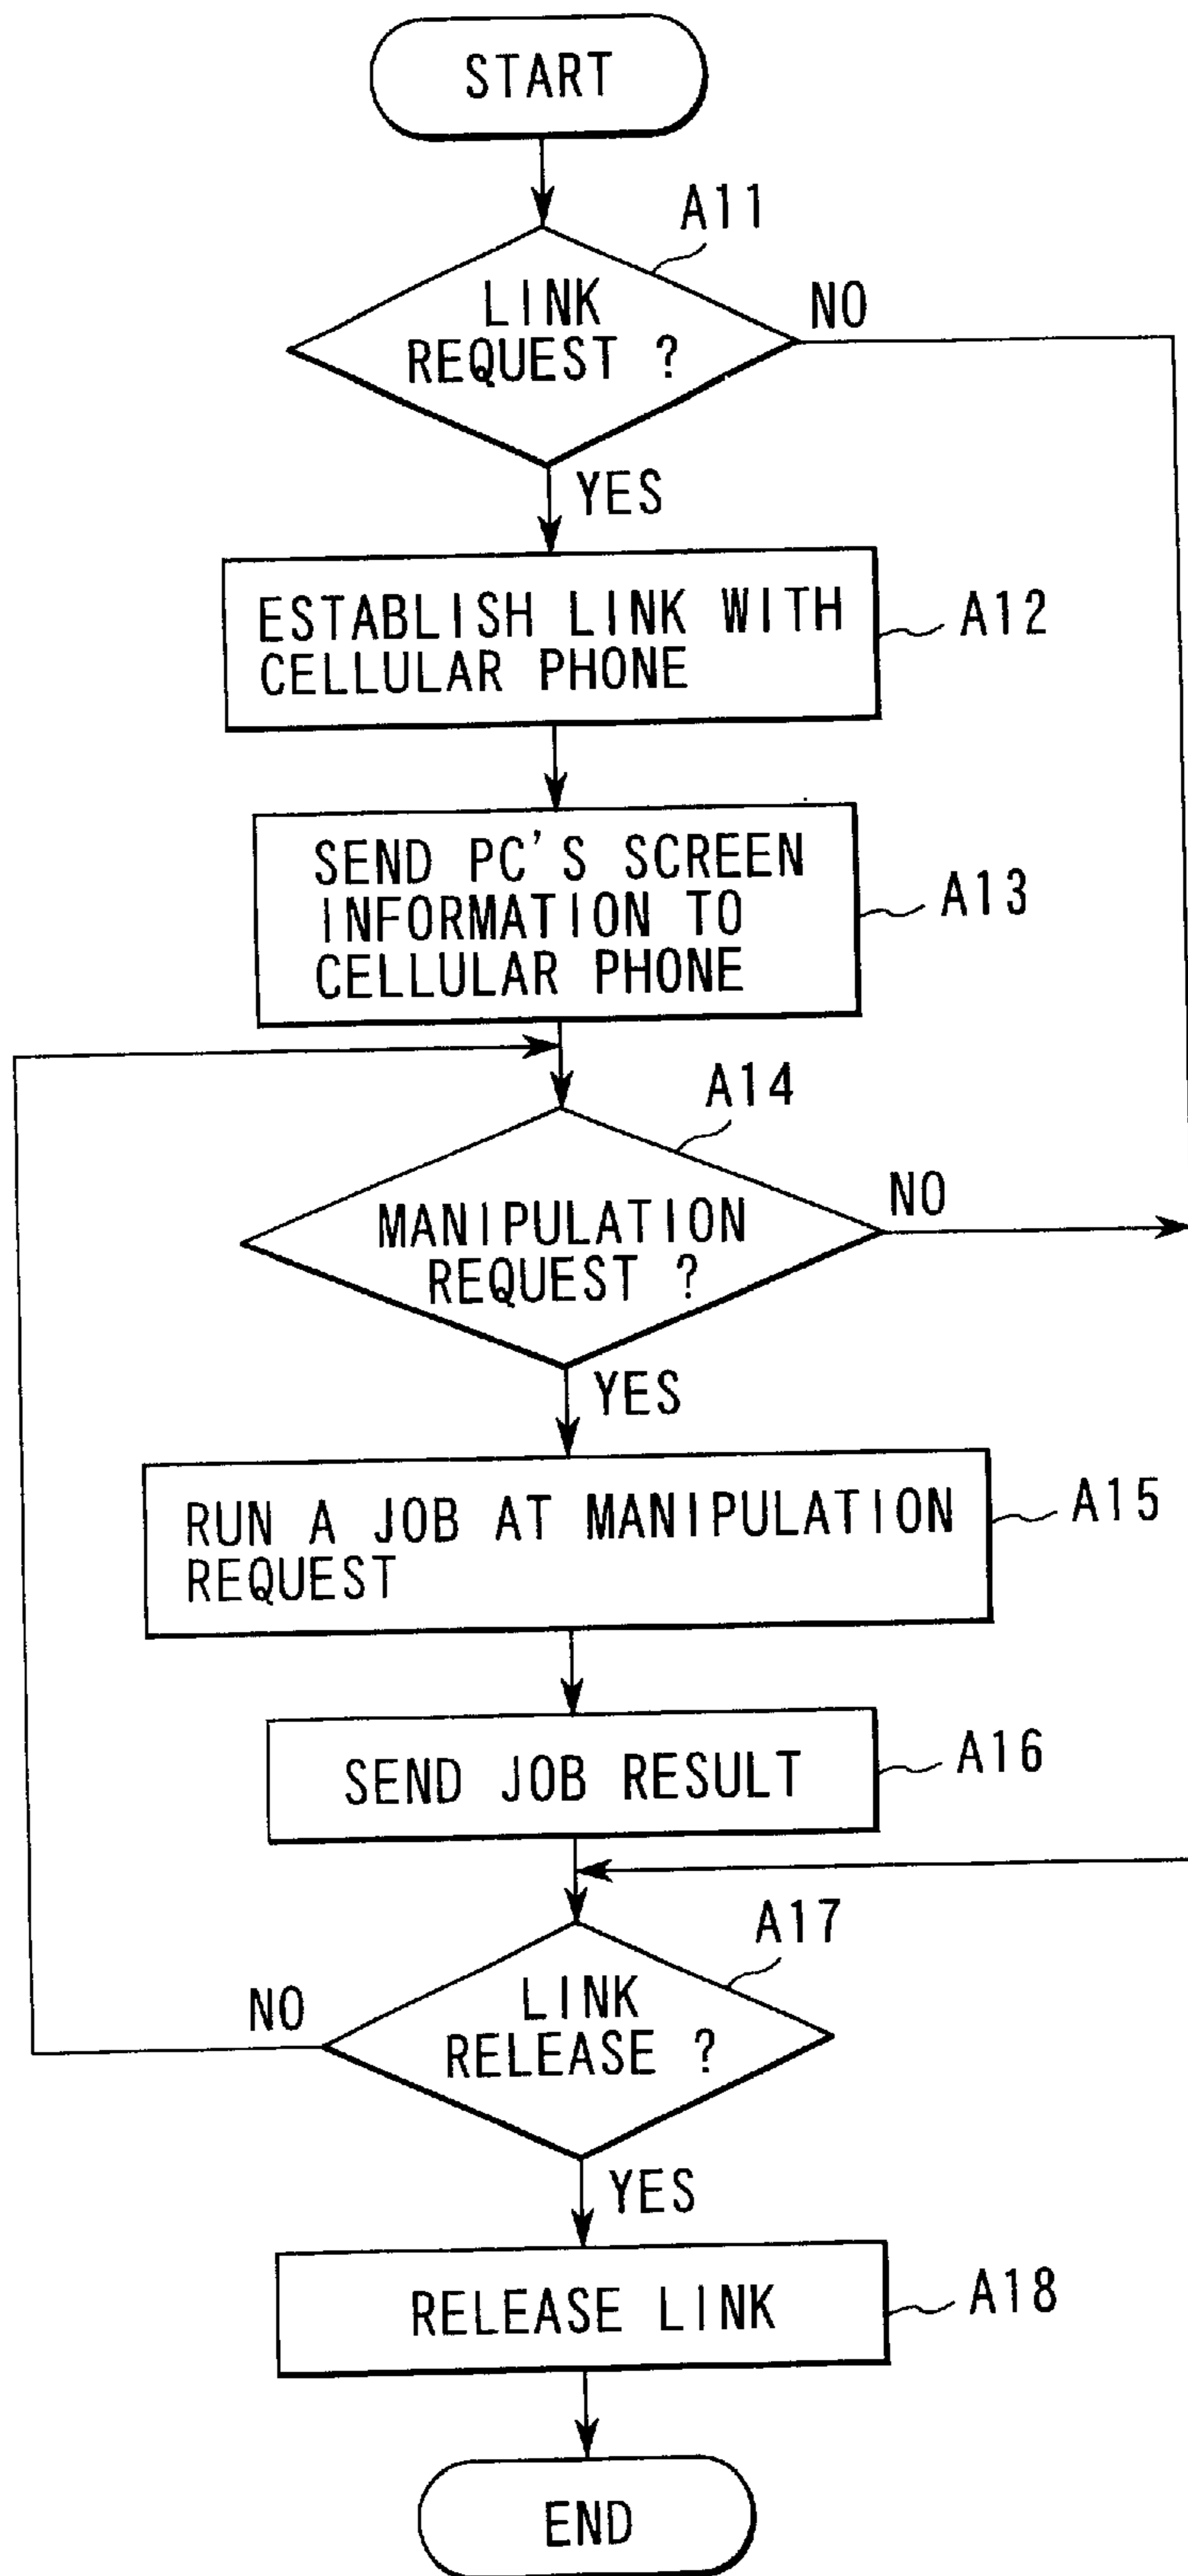 START
A11
LINK
REQUEST ?
NO
YES
ESTABLISH LINK WITH
CELLULAR PHONE
A12
SEND PC'S SCREEN
INFORMATION TO
CELLULAR PHONE
A13
A14
MANIPULATION
REQUEST ?
NO
YES
RUN A JOB AT MANIPULATION
REQUEST
A15
SEND JOB RESULT
A16
A17
LINK
RELEASE ?
NO
YES
RELEASE LINK
A18
END